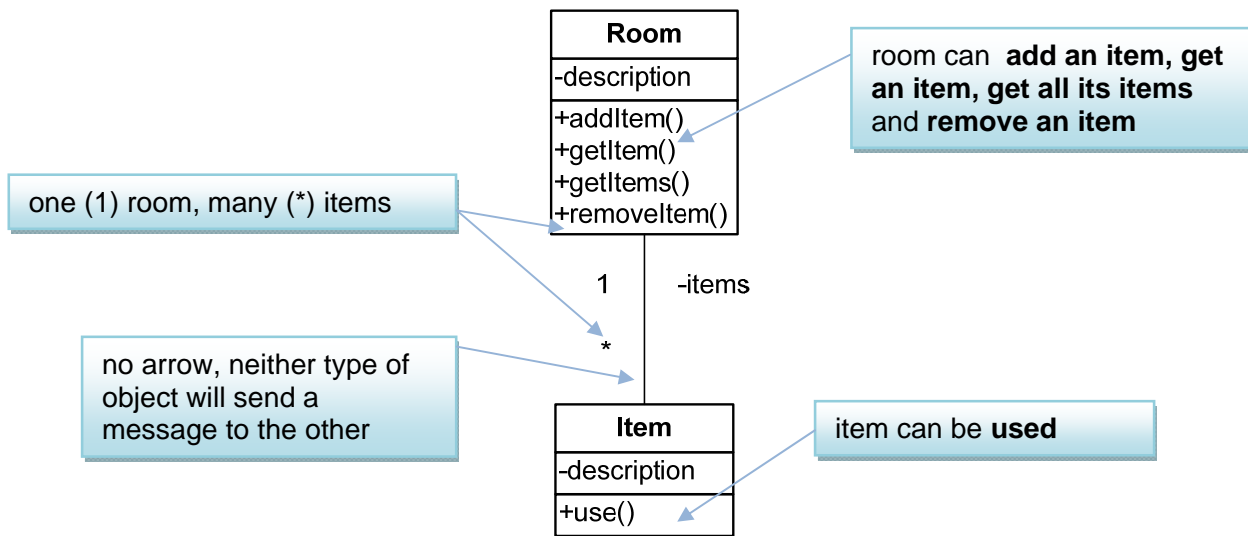 Room
-description
+addItem()
+getItem()
+getItems()
+removeItem()
room can add an item, get
an item, get all its items
and remove an item
one (1) room, many (*) items
1
-items
*
no arrow, neither type of
object will send a
message to the other
Item
-description
+use()
item can be used